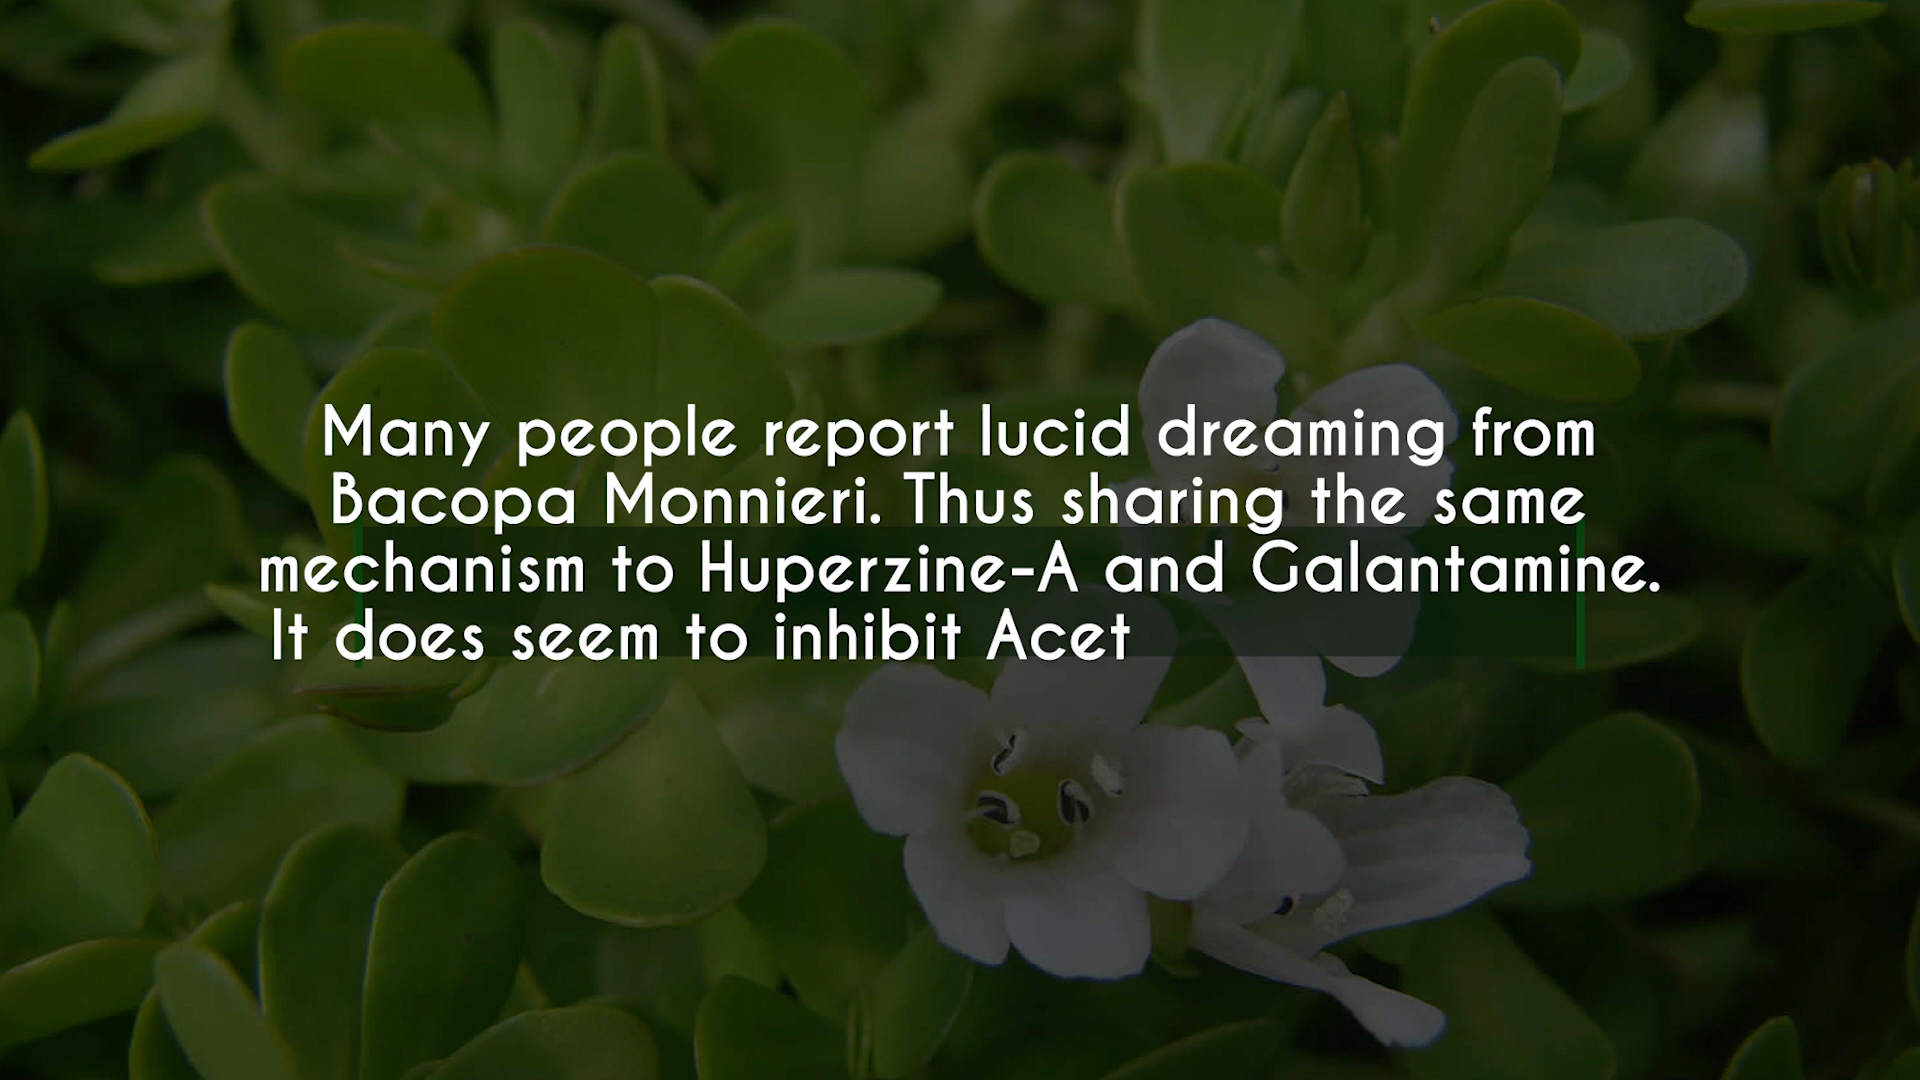 Many people report lucid dreaming from
Bacopa Monnieri. Thus sharing the same
mechanism to Huperzine-A and Galantamine.
It does seem to inhibit Acet